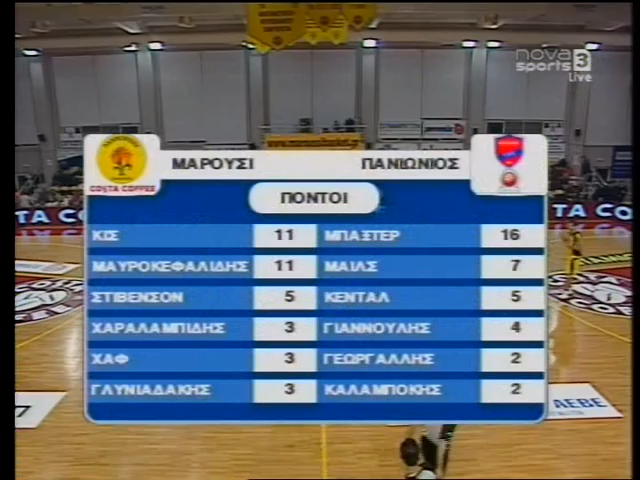 nova
sports 3
Live
COSTA COFFEE
ΜΑΡΟΥΣΙ ΠΑΝΙΩΝΙΟΣ
ΠΟΝΤΟΙ
ΚΙΣ 11 ΜΠΑΞΤΕΡ 16
ΜΑΥΡΟΚΕΦΑΛΙΔΗΣ 11 ΜΑΙΛΣ 7
ΣΤΙΒΕΝΣΟΝ 5 ΚΕΝΤΑΛ 5
ΧΑΡΑΛΑΜΠΙΔΗΣ 3 ΓΙΑΝΝΟΥΛΗΣ 4
ΧΑΦ 3 ΓΕΩΡΓΑΛΛΗΣ 2
ΓΛΥΝΙΑΔΑΚΗΣ 3 ΚΑΛΑΜΠΟΚΗΣ 2
ΑΕΒΕ